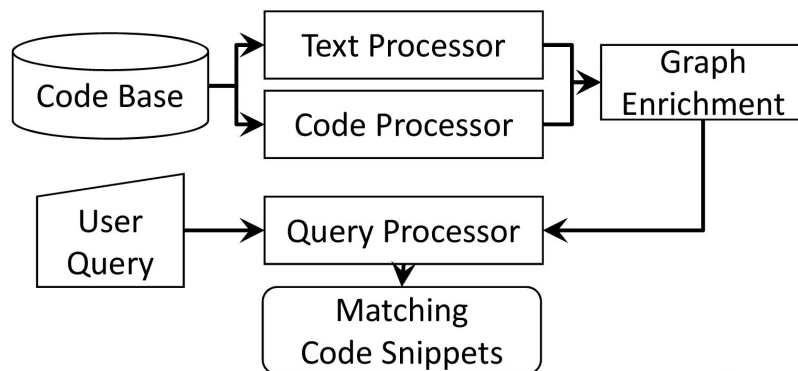 Code Base
Text Processor
Code Processor
Graph
Enrichment
User
Query
Query Processor
Matching
Code Snippets